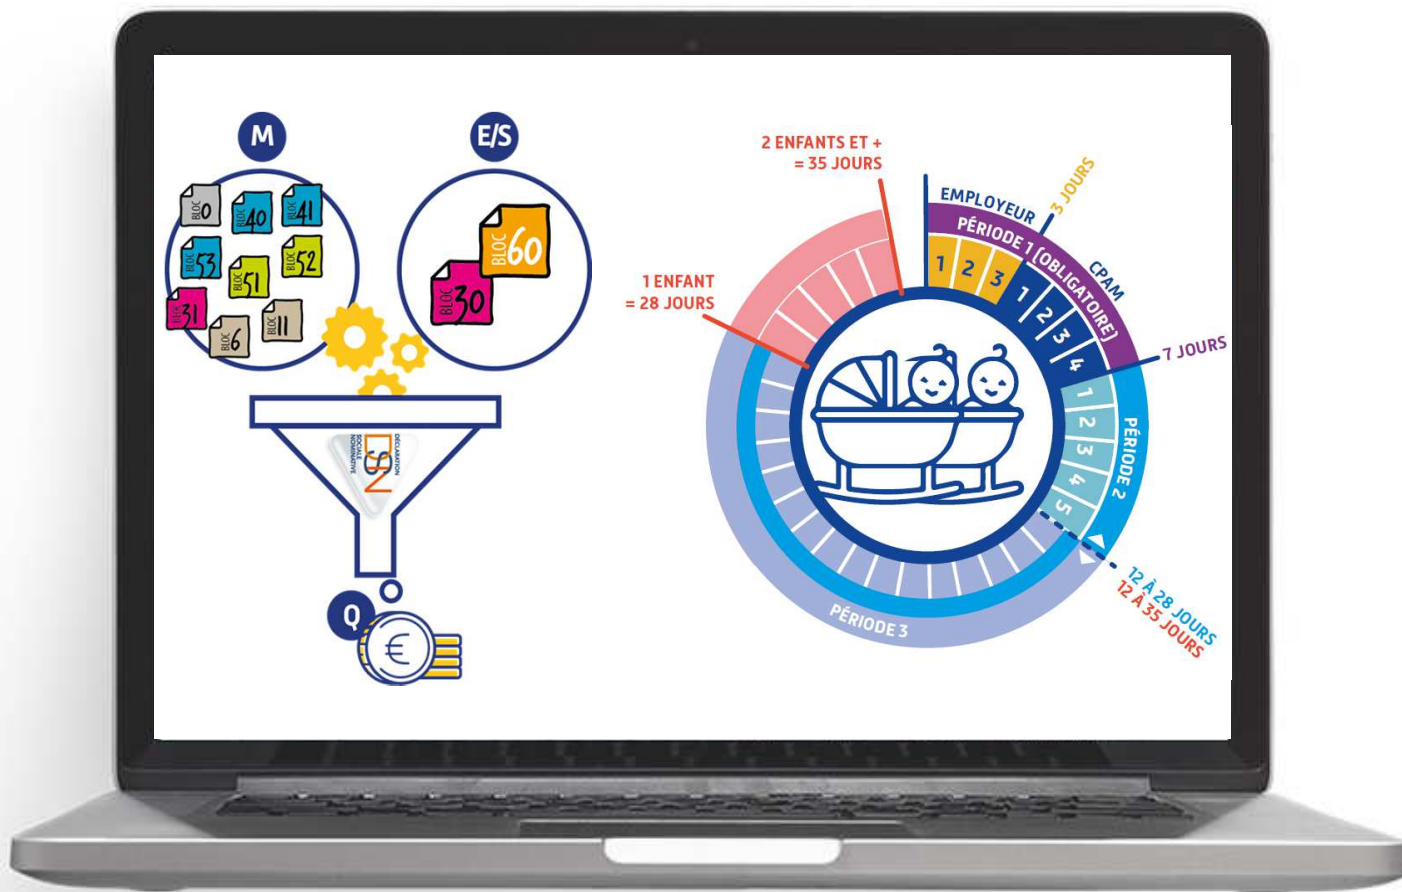 M
E/S
BLOC 0
BLOC 40
BLOC 41
BLOC 53
BLOC 51
BLOC 52
BLOC 31
BLOC 6
BLOC 11
BLOC 60
BLOC 30
DÉCLARATION
SOCIALE
NOMINATIVE
DSN
Q
€
2 ENFANTS ET +
= 35 JOURS
1 ENFANT
= 28 JOURS
EMPLOYEUR
3 JOURS
PÉRIODE 1 (OBLIGATOIRE)
CPAM
1 2 3
1 2 3 4
7 JOURS
1 2 3 4 5
PÉRIODE 2
12 À 28 JOURS
12 À 35 JOURS
PÉRIODE 3